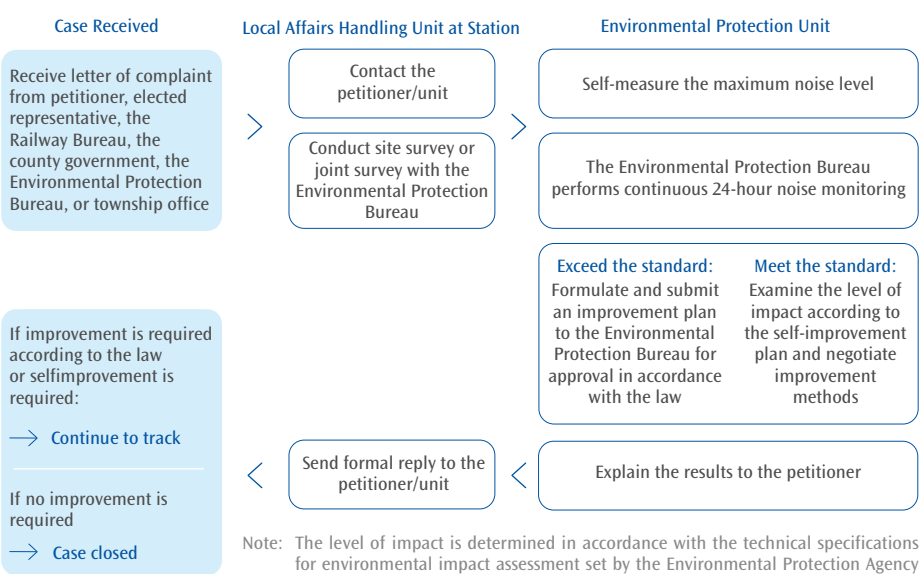 Case Received
Local Affairs Handling Unit at Station
Environmental Protection Unit
Receive letter of complaint
from petitioner, elected
representative, the
Railway Bureau, the
county government, the
Environmental Protection
Bureau, or township office
Contact the
petitioner/unit
Conduct site survey or
joint survey with the
Environmental Protection
Bureau
Self-measure the maximum noise level
The Environmental Protection Bureau
performs continuous 24-hour noise monitoring
Exceed the standard:
Formulate and submit
an improvement plan
to the Environmental
Protection Bureau for
approval in accordance
with the law
Meet the standard:
Examine the level of
impact according to
the self-improvement
plan and negotiate
improvement
methods
Explain the results to the petitioner
Send formal reply to the
petitioner/unit
If improvement is required
according to the law
or selfimprovement is
required:
Continue to track
If no improvement is
required
Case closed
Note: The level of impact is determined in accordance with the technical specifications
for environmental impact assessment set by the Environmental Protection Agency